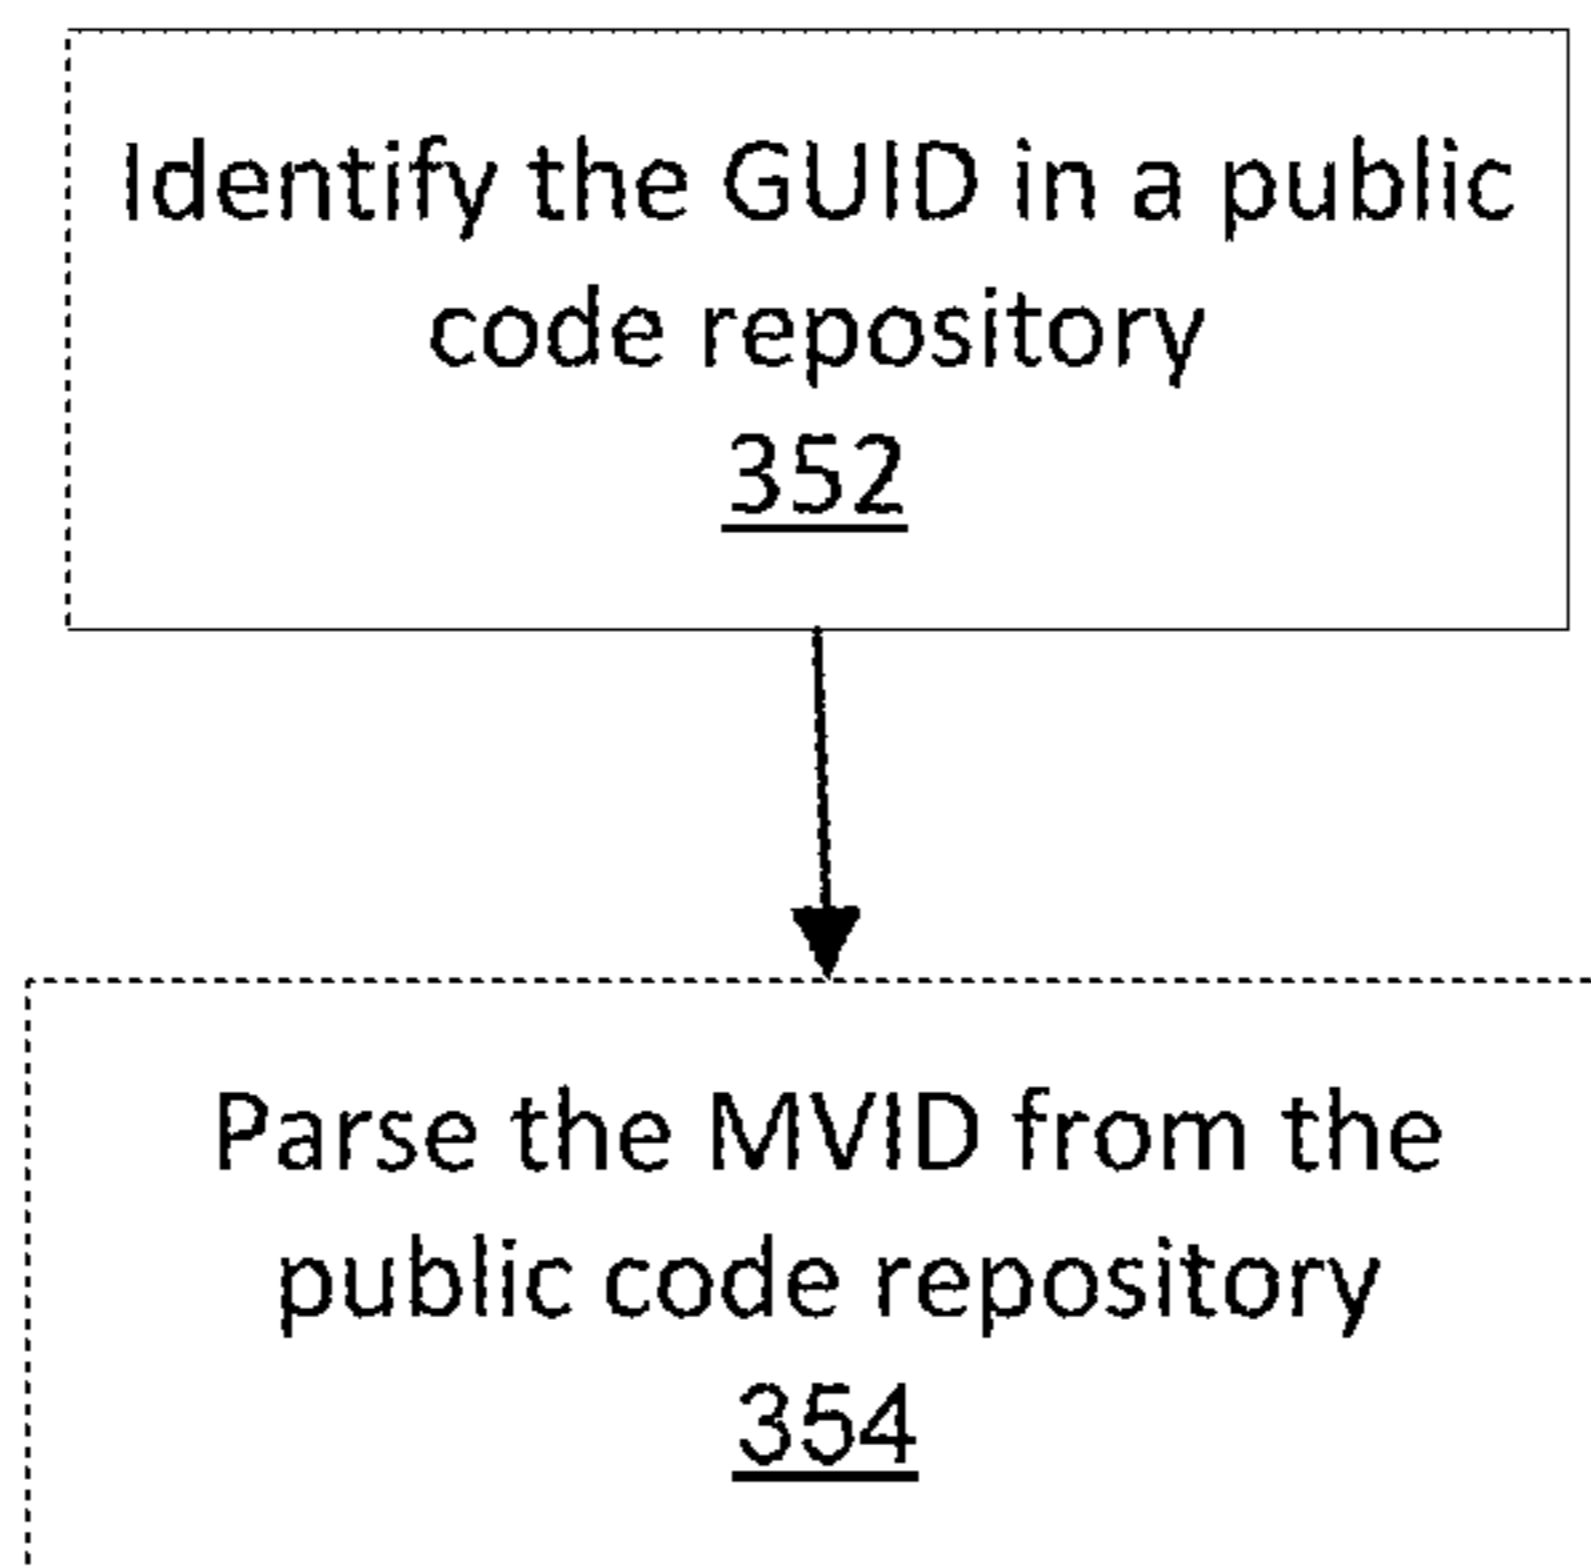 Identify the GUID in a public
code repository
352
Parse the MVID from the
public code repository
354